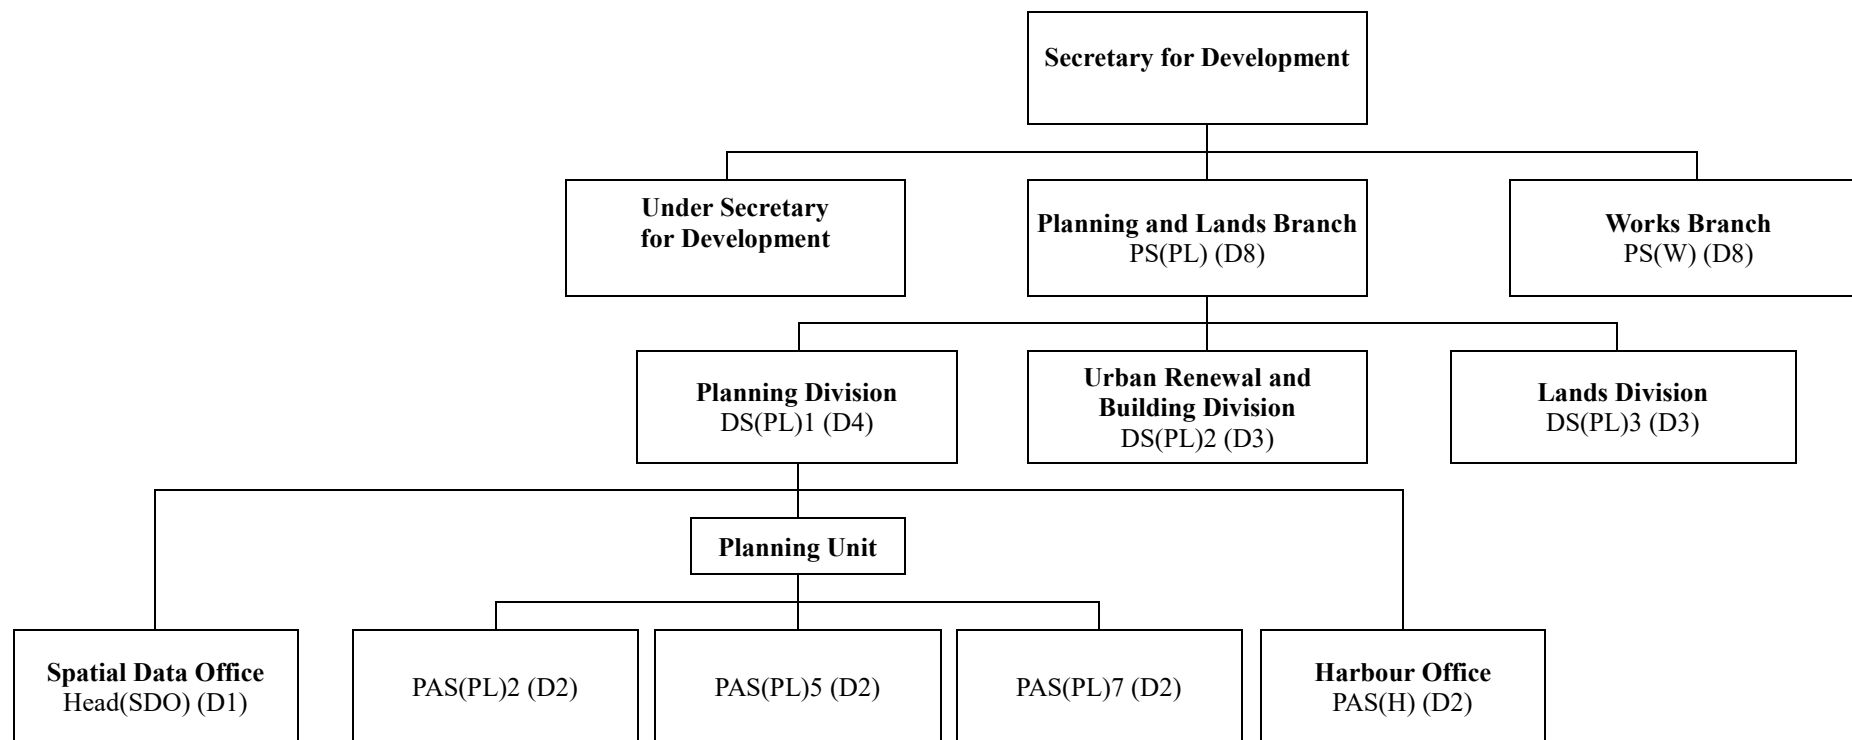 Secretary for Development
Under Secretary
for Development
Planning and Lands Branch
PS(PL) (D8)
Works Branch
PS(W) (D8)
Planning Division
DS(PL)1 (D4)
Urban Renewal and
Building Division
DS(PL)2 (D3)
Lands Division
DS(PL)3 (D3)
Planning Unit
Spatial Data Office
Head(SDO) (D1)
PAS(PL)2 (D2)
PAS(PL)5 (D2)
PAS(PL)7 (D2)
Harbour Office
PAS(H) (D2)